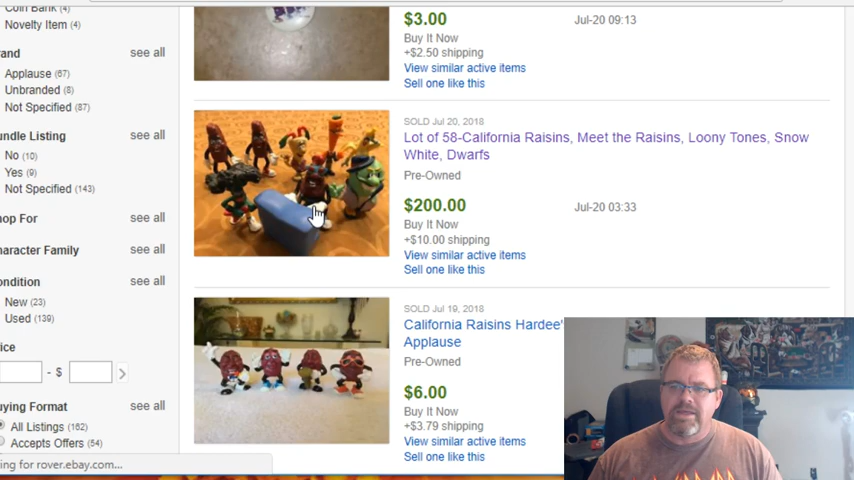 Coin Bank (4)
Novelty Item (4)
rand
see all
Applause (67)
Unbranded (8)
Not Specified (87)
undle Listing
see all
No (10)
Yes (9)
Not Specified (143)
hop For
see all
haracter Family
see all
ondition
see all
New (23)
Used (139)
rice
- $
uying Format
see all
All Listings (162)
Accepts Offers (54)
ng for rover.ebay.com...
$3.00
Jul-20 09:13
Buy It Now
+$2.50 shipping
View similar active items
Sell one like this
SOLD Jul 20, 2018
Lot of 58-California Raisins, Meet the Raisins, Loony Tones, Snow
White, Dwarfs
Pre-Owned
$200.00
Jul-20 03:33
Buy It Now
+$10.00 shipping
View similar active items
Sell one like this
SOLD Jul 19, 2018
California Raisins Hardee'
Applause
Pre-Owned
$6.00
Buy It Now
+$3.79 shipping
View similar active items
Sell one like this